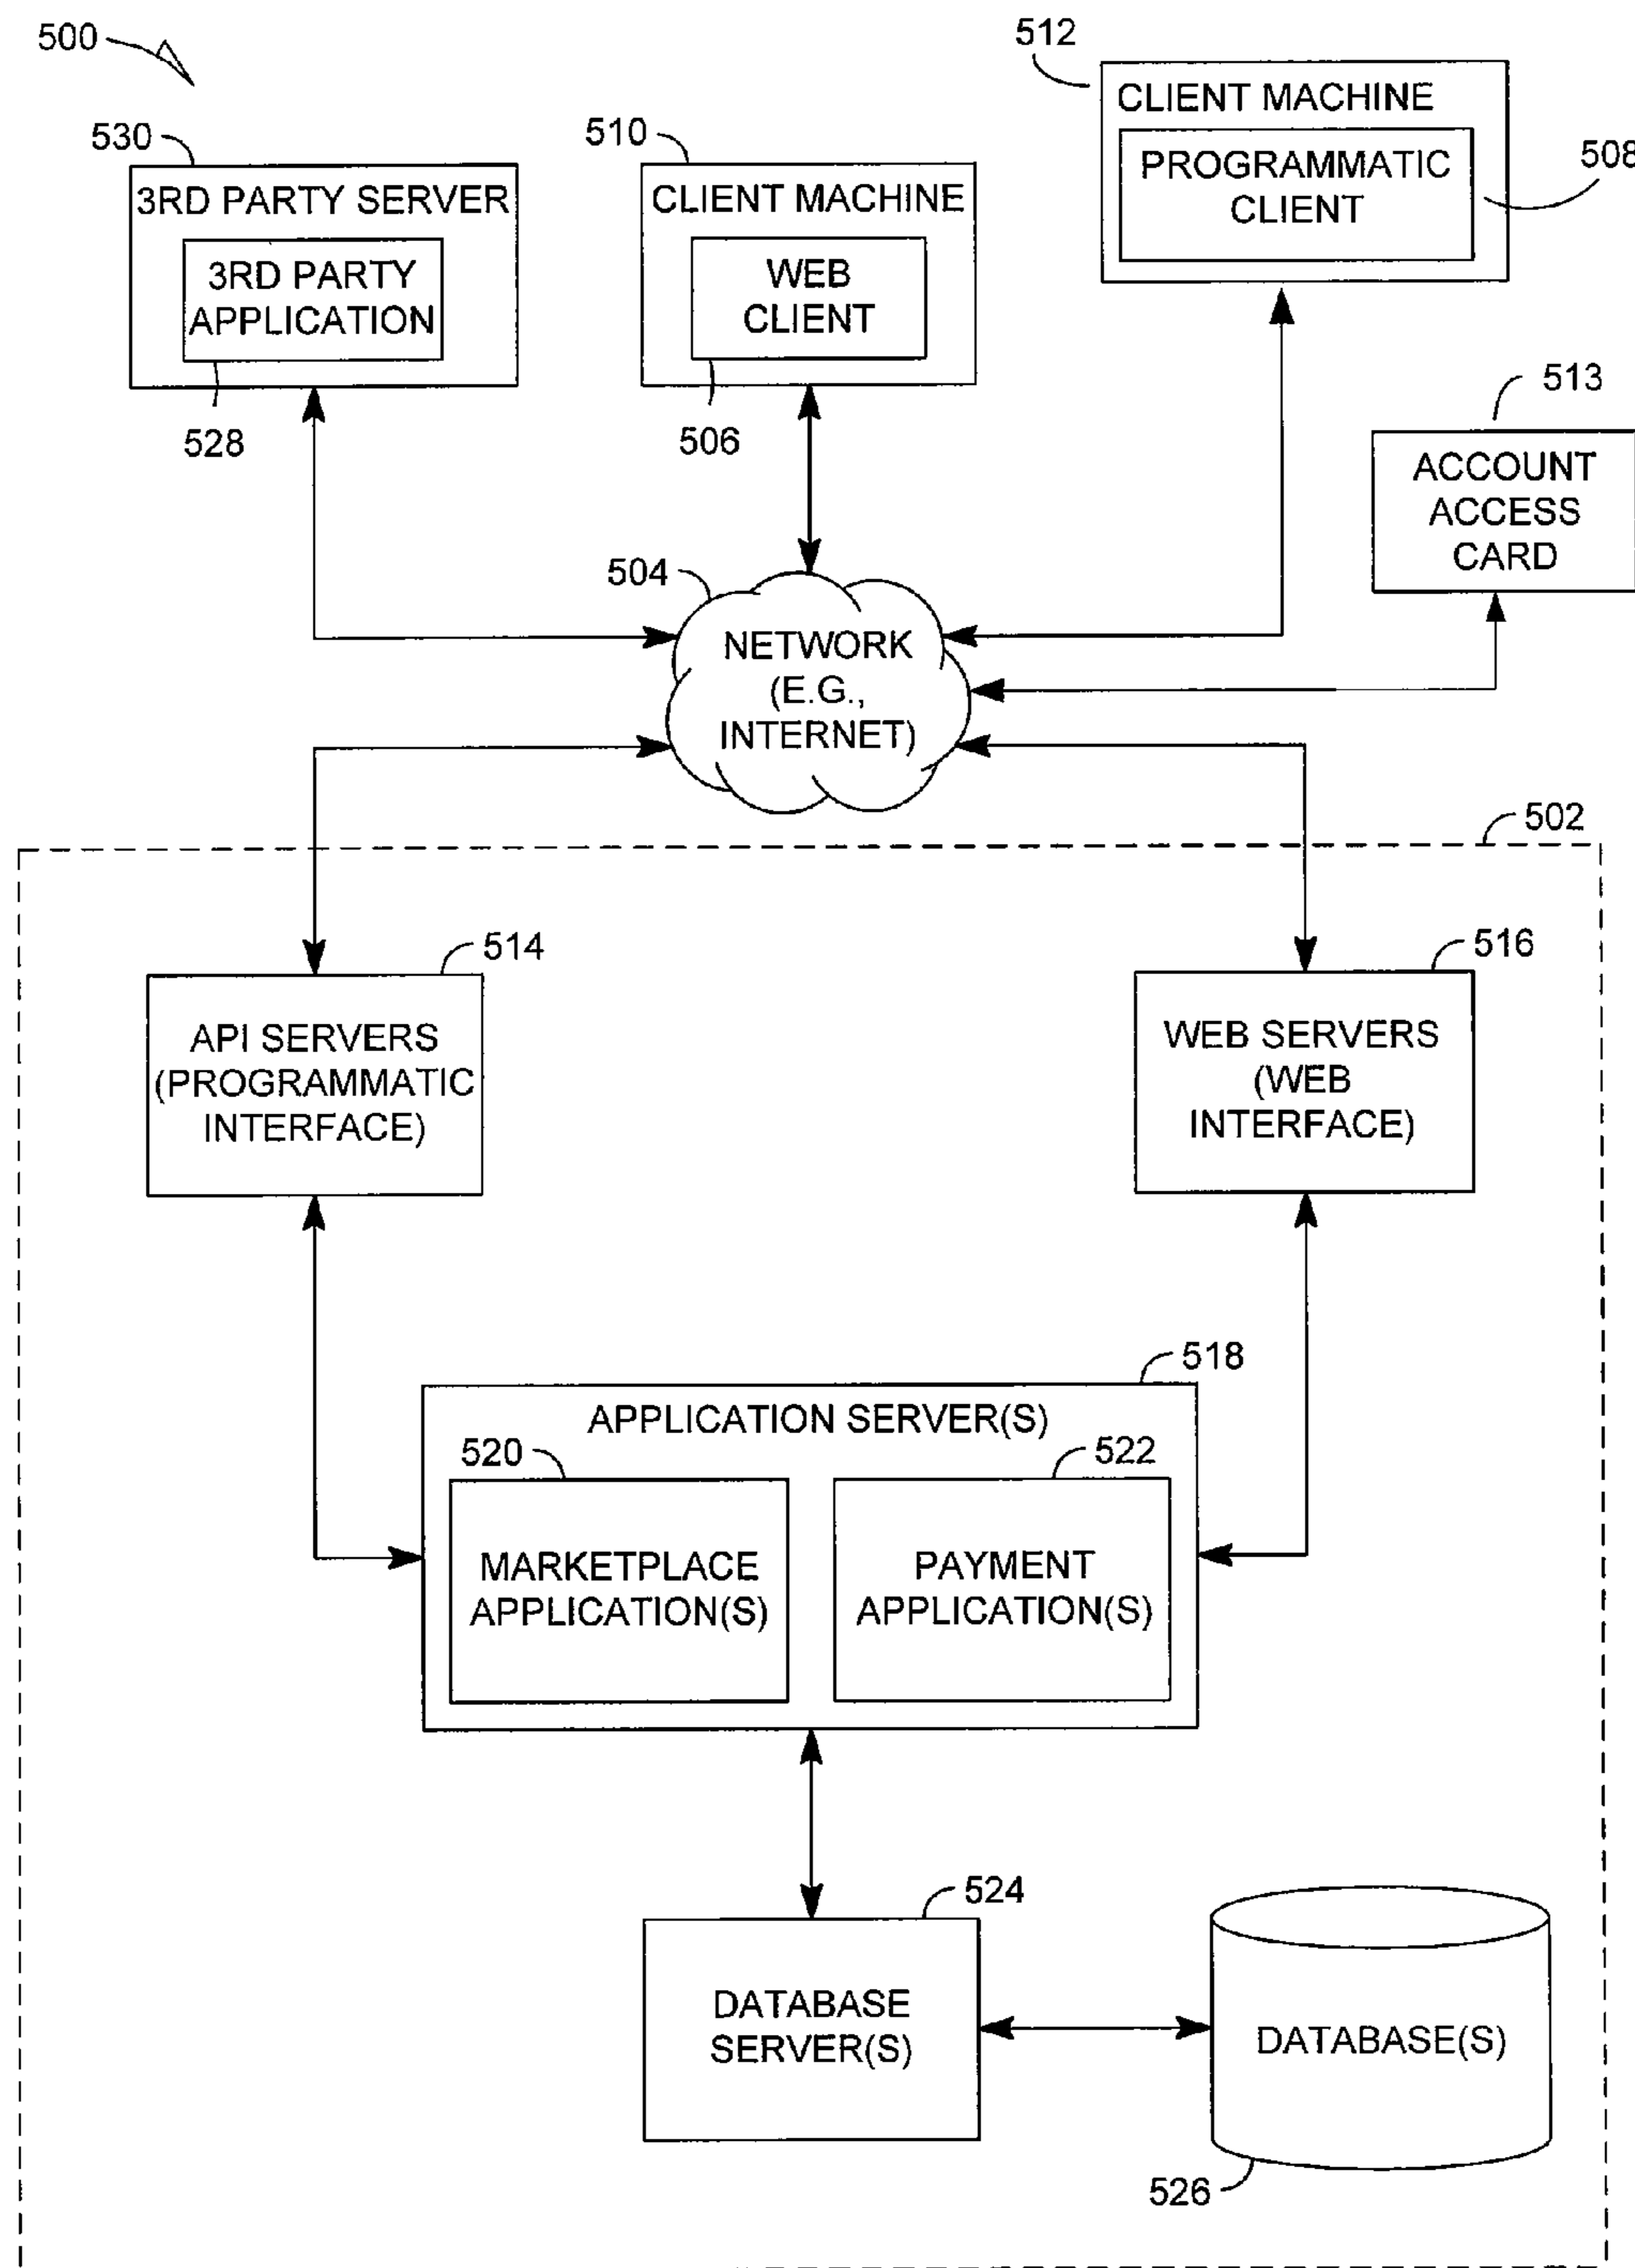 500
512
CLIENT MACHINE
PROGRAMMATIC
CLIENT
508
530
3RD PARTY SERVER
3RD PARTY
APPLICATION
528
510
CLIENT MACHINE
WEB
CLIENT
506
513
ACCOUNT
ACCESS
CARD
504
NETWORK
(E.G.,
INTERNET)
502
514
API SERVERS
(PROGRAMMATIC
INTERFACE)
516
WEB SERVERS
(WEB
INTERFACE)
518
APPLICATION SERVER(S)
520
MARKETPLACE
APPLICATION(S)
522
PAYMENT
APPLICATION(S)
524
DATABASE
SERVER(S)
DATABASE(S)
526